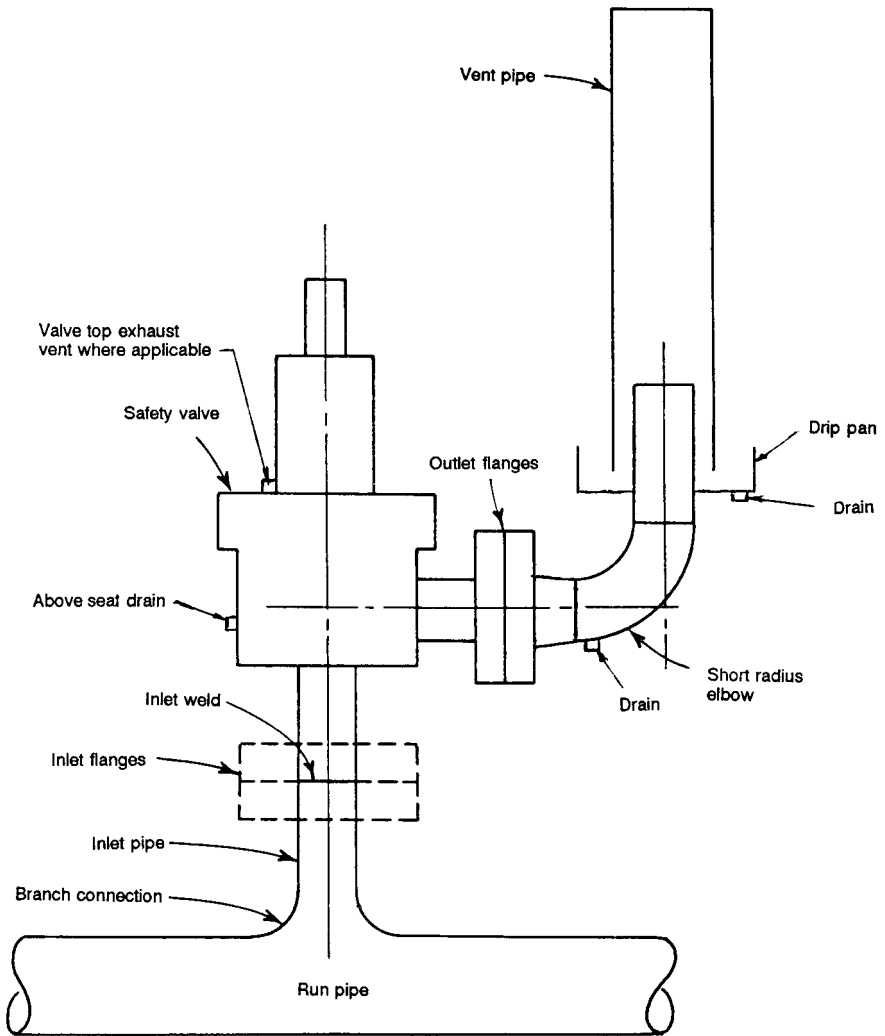 Vent pipe
Valve top exhaust
vent where applicable
Safety valve
Outlet flanges
Drip pan
Drain
Above seat drain
Short radius
elbow
Drain
Inlet weld
Inlet flanges
Inlet pipe
Branch connection
Run pipe